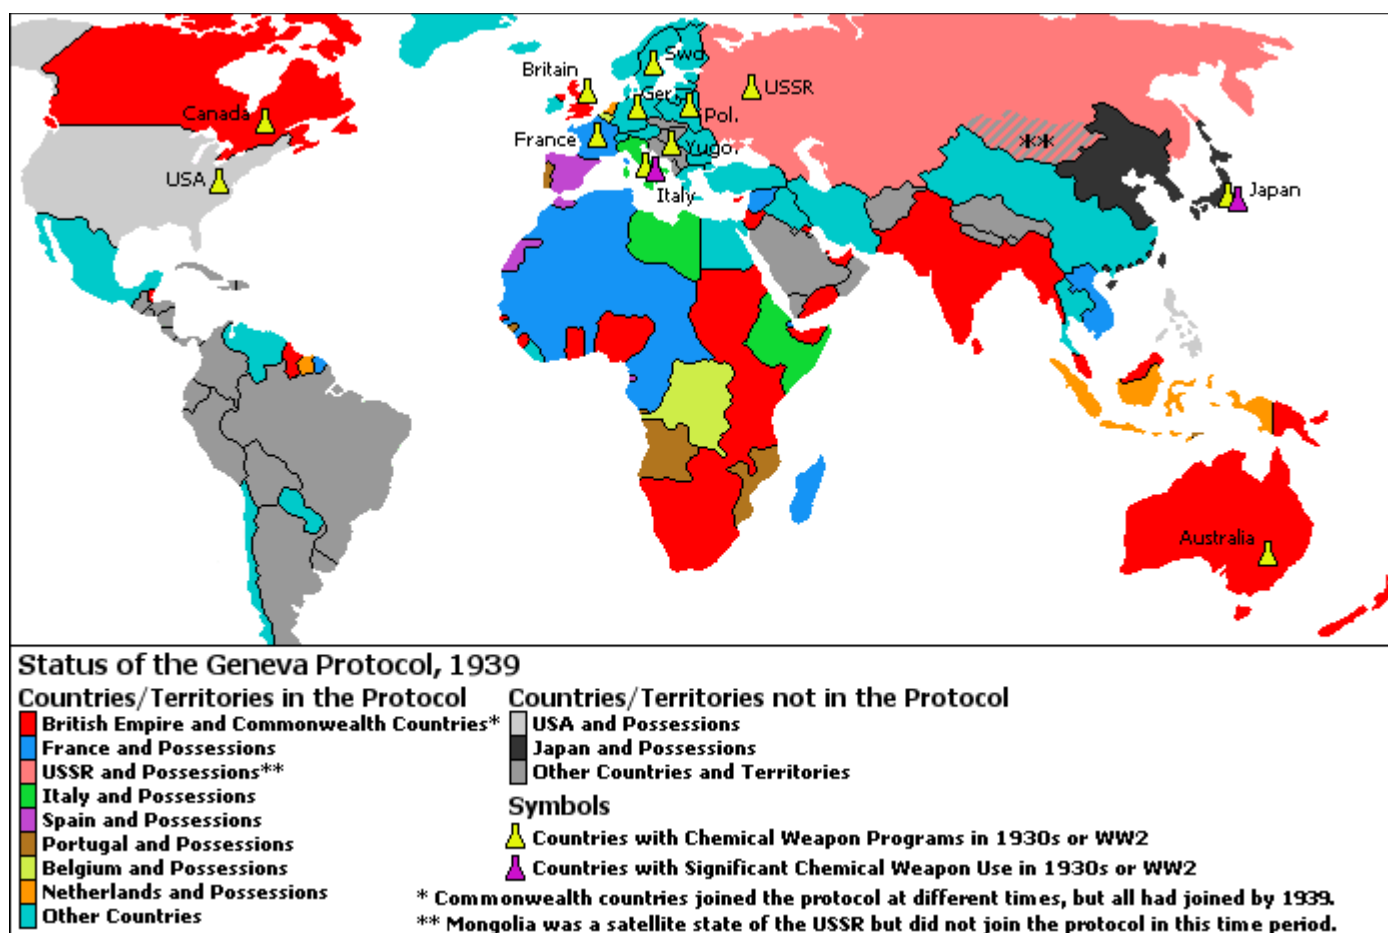 Swd.
Britain
USSR
Ger.
Canada
Pol.
France
Yugo.
USA
Italy
Japan
**
Australia
Status of the Geneva Protocol, 1939
Countries/Territories in the Protocol
British Empire and Commonwealth Countries*
France and Possessions
USSR and Possessions**
Italy and Possessions
Spain and Possessions
Portugal and Possessions
Belgium and Possessions
Netherlands and Possessions
Other Countries
Countries/Territories not in the Protocol
USA and Possessions
Japan and Possessions
Other Countries and Territories
Symbols
Countries with Chemical Weapon Programs in 1930s or WW2
Countries with Significant Chemical Weapon Use in 1930s or WW2
* Commonwealth countries joined the protocol at different times, but all had joined by 1939.
** Mongolia was a satellite state of the USSR but did not join the protocol in this time period.